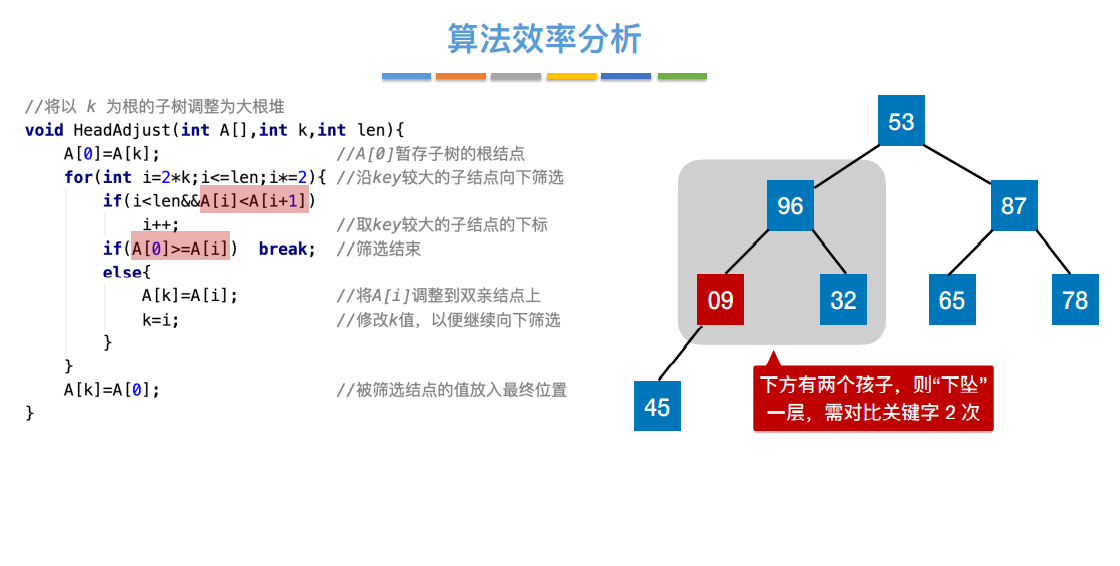 算法效率分析
//将以 k 为根的子树调整为大根堆
void HeadAdjust(int A[],int k,int len){
A[0]=A[k]; //A[0]暂存子树的根结点
for(int i=2*k;i<=len;i*=2){ //沿key较大的子结点向下筛选
if(i<len&&A[i]<A[i+1])
i++; //取key较大的子结点的下标
if(A[0]>=A[i]) break; //筛选结束
else{
A[k]=A[i]; //将A[i]调整到双亲结点上
k=i; //修改k值，以便继续向下筛选
}
}
A[k]=A[0]; //被筛选结点的值放入最终位置
}
53
96 87
09 32 65 78
45
下方有两个孩子，则“下坠”
一层，需对比关键字 2 次